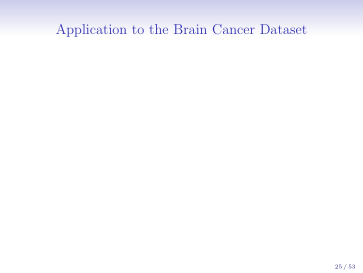 Application to the Brain Cancer Dataset
25 / 53